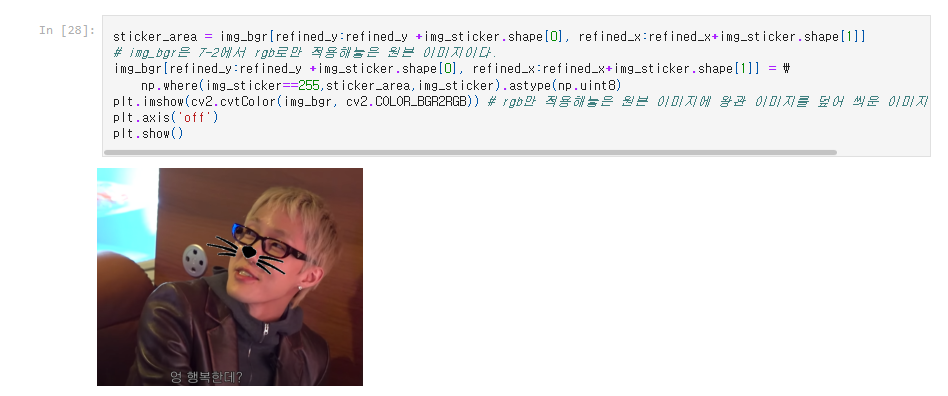 In [28]:
sticker_area = img_bgr[refined_y:refined_y +img_sticker.shape[0], refined_x:refined_x+img_sticker.shape[1]]
# img_bgr은 7-2에서 rgb로만 적용해놓은 원본 이미지이다.
img_bgr[refined_y:refined_y +img_sticker.shape[0], refined_x:refined_x+img_sticker.shape[1]] = ₩
np.where(img_sticker==255,sticker_area,img_sticker).astype(np.uint8)
plt.imshow(cv2.cvtColor(img_bgr, cv2.COLOR_BGR2RGB)) # rgb만 적용해놓은 원본 이미지에 왕관 이미지를 덮어 씌운 이미지
plt.axis('off')
plt.show()
엉 행복한데?